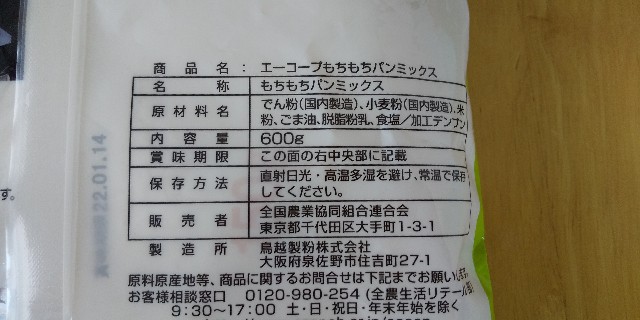 商品名：エーコープもちもちパンミックス
名称 もちもちパンミックス
原材料名 でん粉(国内製造)、小麦粉(国内製造)、米
粉、ごま油、脱脂粉乳、食塩／加工デンプン
内容量 600g
賞味期限 この面の右中央部に記載
保存方法 直射日光・高温多湿を避け、常温で保存
してください。
販売者 全国農業協同組合連合会
東京都千代田区大手町1-3-1
製造所 鳥越製粉株式会社
大阪府泉佐野市住吉町27-1
原料原産地等、商品に関するお問合せは下記までお願いします。
お客様相談窓口 0120-980-254 (全農生活リテール部
9:30～17:00 土・日・祝日・年末年始を除く
22.01.14
す。